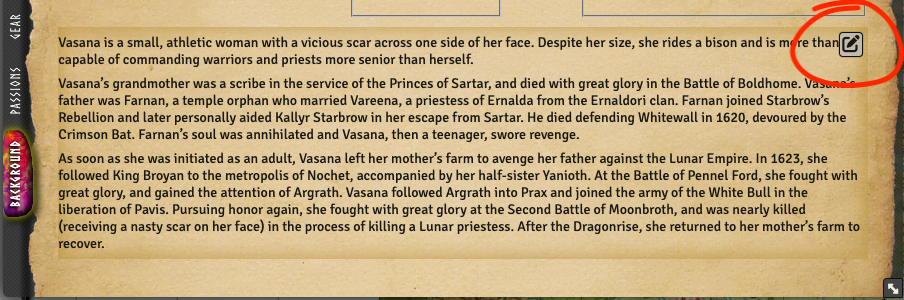 GEAR
PASSIONS
BACKGROUND
Vasana is a small, athletic woman with a vicious scar across one side of her face. Despite her size, she rides a bison and is more than
capable of commanding warriors and priests more senior than herself.
Vasana’s grandmother was a scribe in the service of the Princes of Sartar, and died with great glory in the Battle of Boldhome. Vasana’s
father was Farnan, a temple orphan who married Vareena, a priestess of Ernalda from the Ernaldori clan. Farnan joined Starbrow’s
Rebellion and later personally aided Kallyr Starbrow in her escape from Sartar. He died defending Whitewall in 1620, devoured by the
Crimson Bat. Farnan’s soul was annihilated and Vasana, then a teenager, swore revenge.
As soon as she was initiated as an adult, Vasana left her mother’s farm to avenge her father against the Lunar Empire. In 1623, she
followed King Broyan to the metropolis of Nochet, accompanied by her half-sister Yanioth. At the Battle of Pennel Ford, she fought with
great glory, and gained the attention of Argrath. Vasana followed Argrath into Prax and joined the army of the White Bull in the
liberation of Pavis. Pursuing honor again, she fought with great glory at the Second Battle of Moonbroth, and was nearly killed
(receiving a nasty scar on her face) in the process of killing a Lunar priestess. After the Dragonrise, she returned to her mother’s farm to
recover.